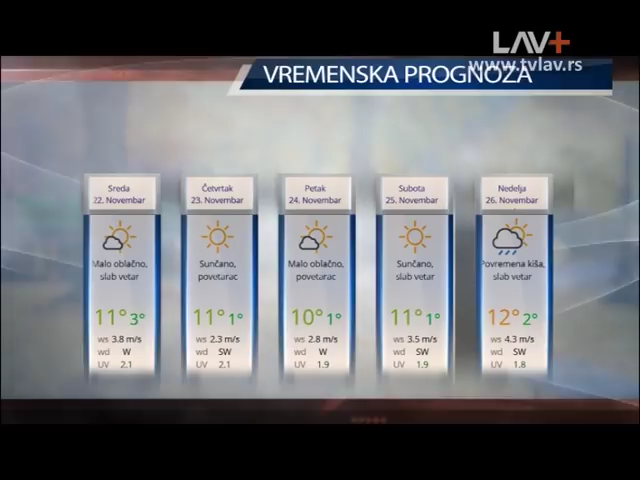 LAV+
www.tvlav.rs
VREMENSKA PROGNOZA
Sreda
22. Novembar
Malo oblačno,
slab vetar
11° 3°
ws 3.8 m/s
wd W
UV 2.1
Četvrtak
23. Novembar
Sunčano,
povetarac
11° 1°
ws 2.3 m/s
wd SW
UV 2.1
Petak
24. Novembar
Malo oblačno,
povetarac
10° 1°
ws 2.8 m/s
wd W
UV 1.9
Subota
25. Novembar
Sunčano,
slab vetar
11° 1°
ws 3.5 m/s
wd SW
UV 1.9
Nedelja
26. Novembar
Povremena kiša,
slab vetar
12° 2°
ws 4.3 m/s
wd SW
UV 1.8